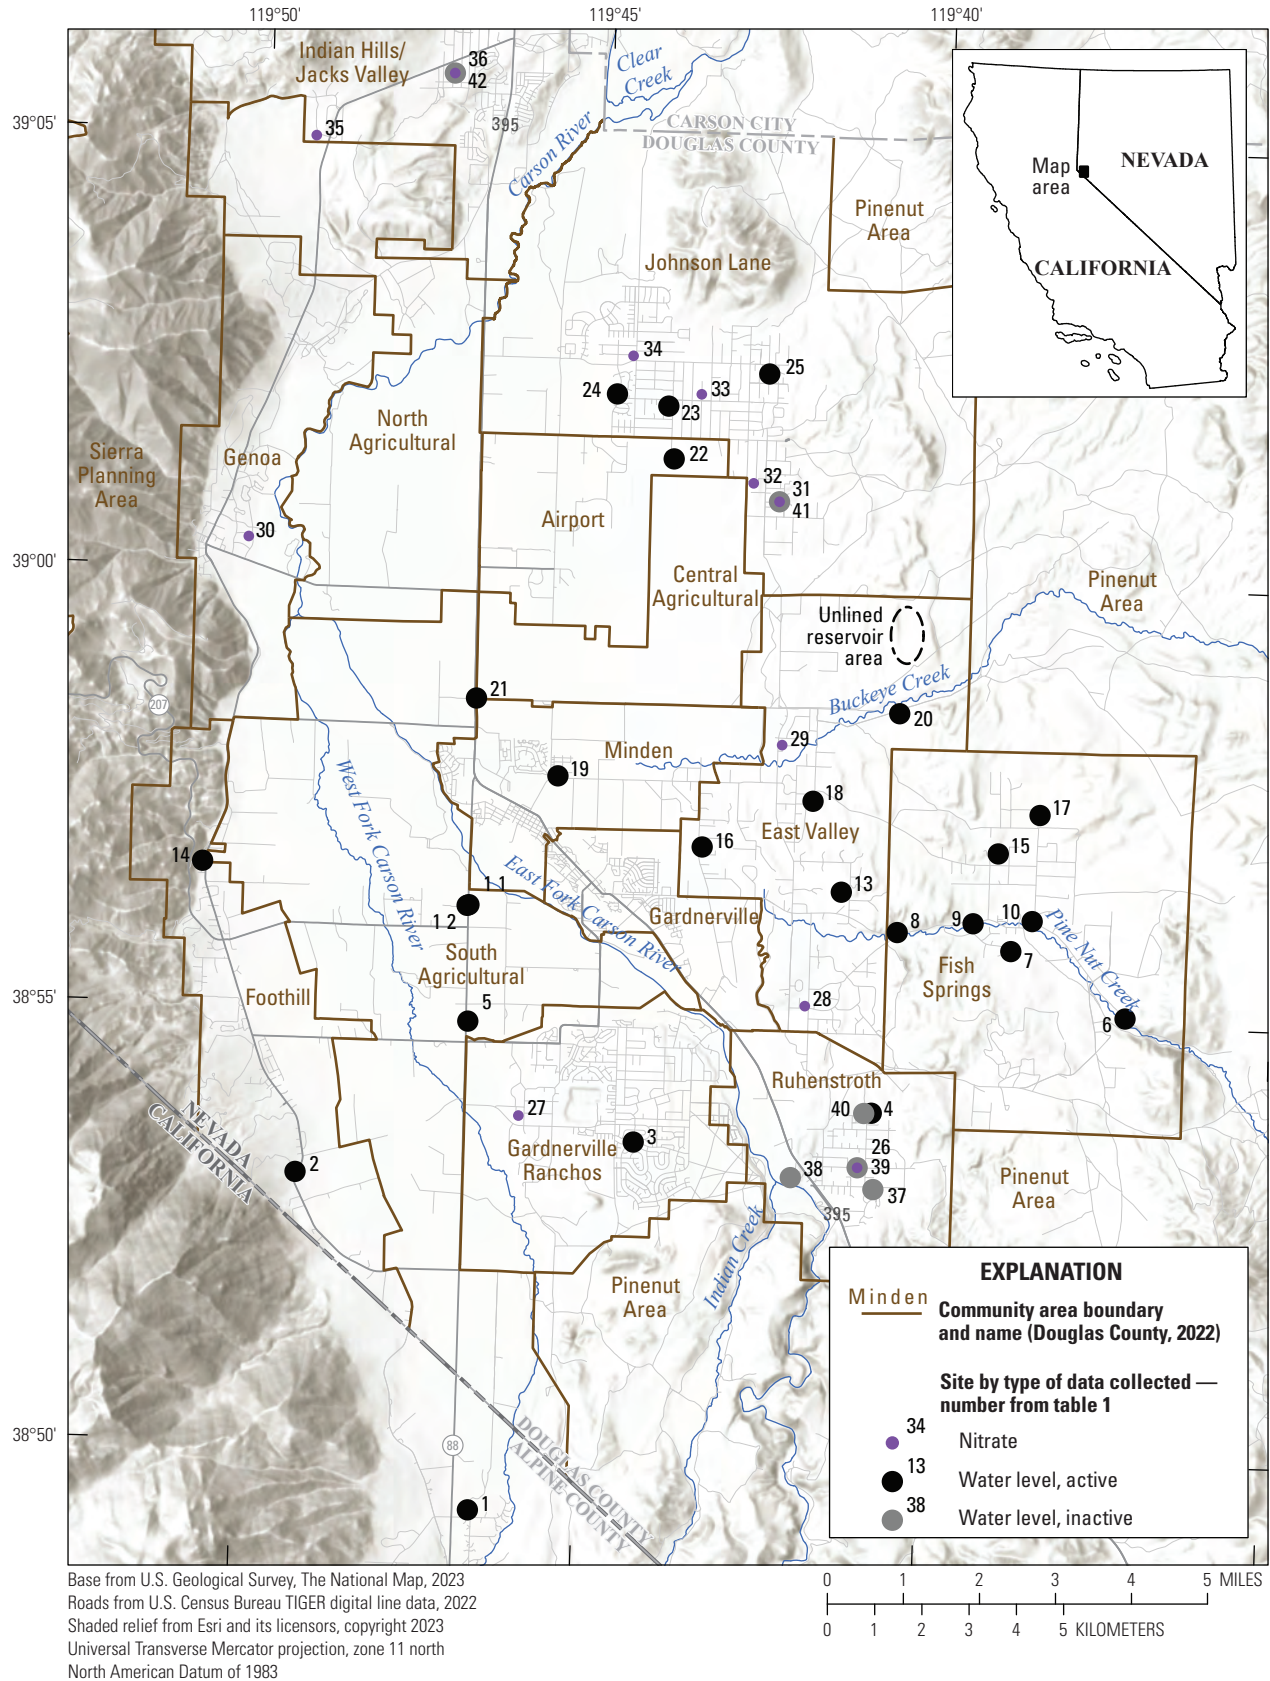 119°50'
119°45'
119°40'
Indian Hills/
Jacks Valley
36
42
Clear
Creek
39°05'
35
395
Carson River
CARSON CITY
DOUGLAS COUNTY
Map
area
NEVADA
CALIFORNIA
Pinenut
Area
Johnson Lane
34
25
24
33
23
North
Agricultural
22
Sierra
Planning
Area
Genoa
32
31
41
Airport
30
39°00'
Central
Agricultural
Pinenut
Area
Unlined
reservoir
area
Buckeye Creek
207
21
20
29
Minden
19
West Fork Carson River
18
17
East Valley
16
15
14
East Fork Carson River
11
12
13
Gardnerville
8
9
10
Pine Nut Creek
7
South
Agricultural
Fish
Springs
Foothill
5
28
6
38°55'
Ruhenstroth
40
4
27
3
Gardnerville
Ranchos
26
39
38
37
NEVADA
CALIFORNIA
2
Pinenut
Area
395
Indian Creek
Pinenut
Area
EXPLANATION
Minden
Community area boundary
and name (Douglas County, 2022)
Site by type of data collected —
number from table 1
34
Nitrate
13
Water level, active
38
Water level, inactive
38°50'
88
DOUGLAS COUNTY
ALPINE COUNTY
1
Base from U.S. Geological Survey, The National Map, 2023
Roads from U.S. Census Bureau TIGER digital line data, 2022
Shaded relief from Esri and its licensors, copyright 2023
Universal Transverse Mercator projection, zone 11 north
North American Datum of 1983
0 1 2 3 4 5 MILES
0 1 2 3 4 5 KILOMETERS